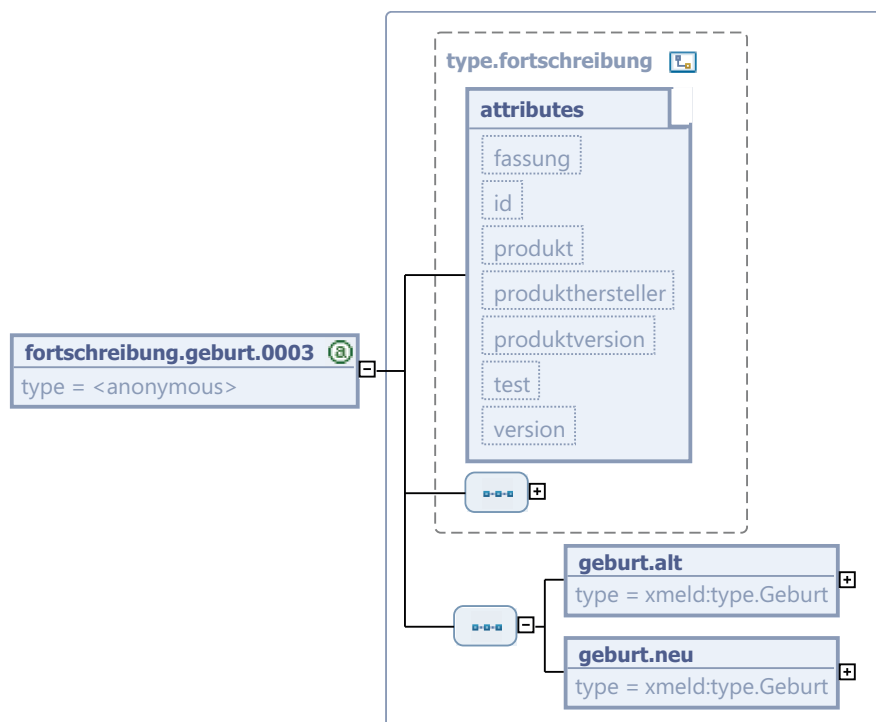 type.fortschreibung
attributes
fassung
id
produkt
produkthersteller
produktversion
test
version
fortschreibung.geburt.0003 a
type = <anonymous>
geburt.alt
type = xmeld:type.Geburt
geburt.neu
type = xmeld:type.Geburt